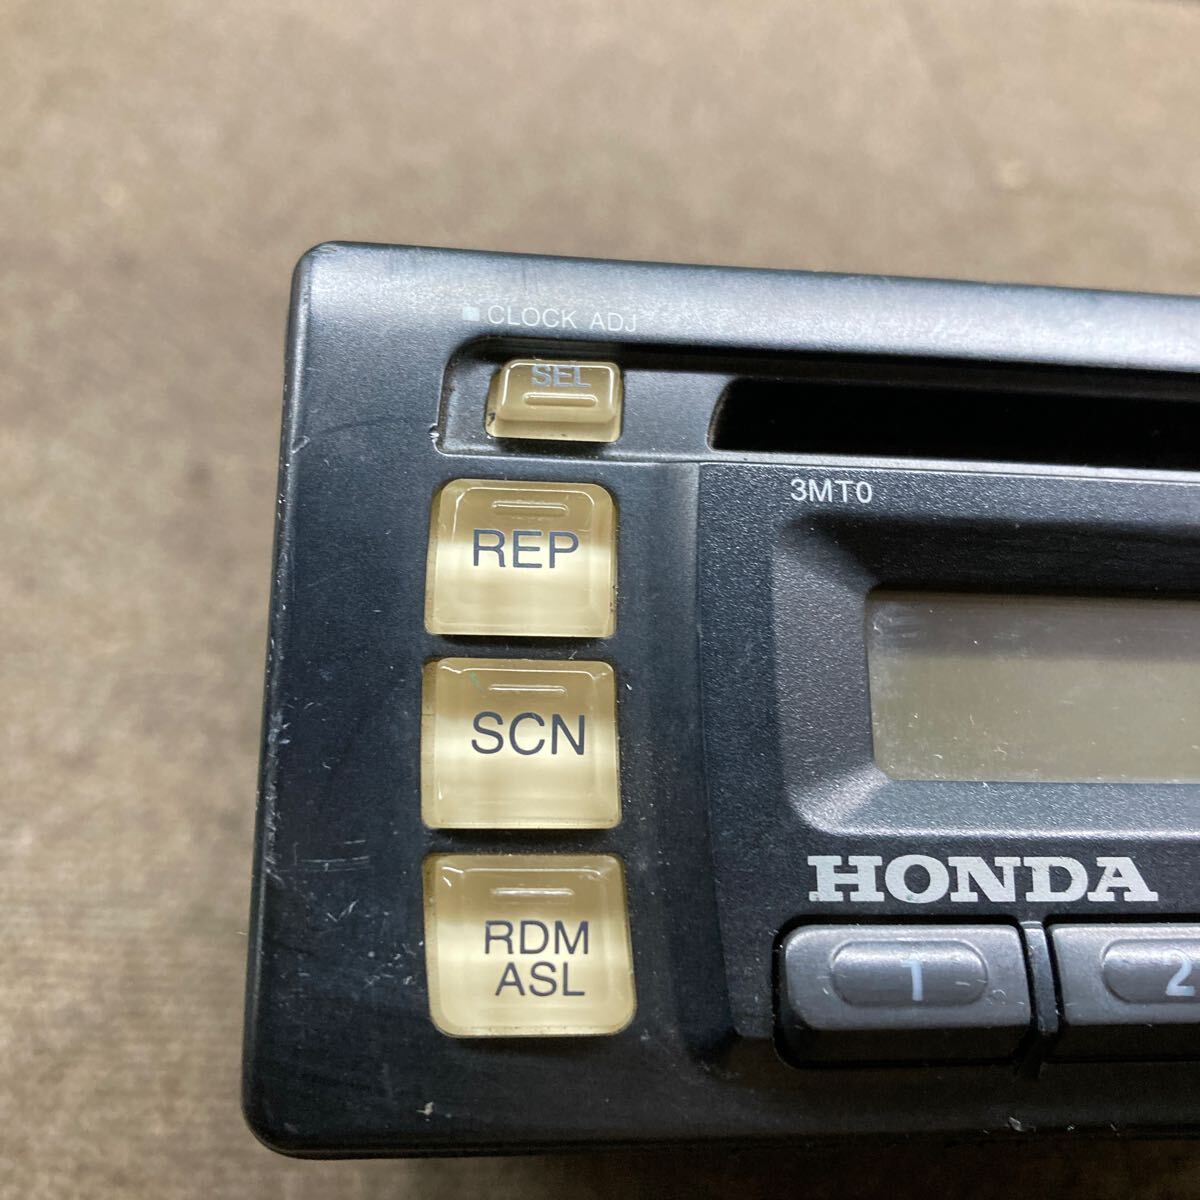 CLOCK ADJ
SEL
3MT0
REP
SCN
HONDA
RDM
ASL
1
2